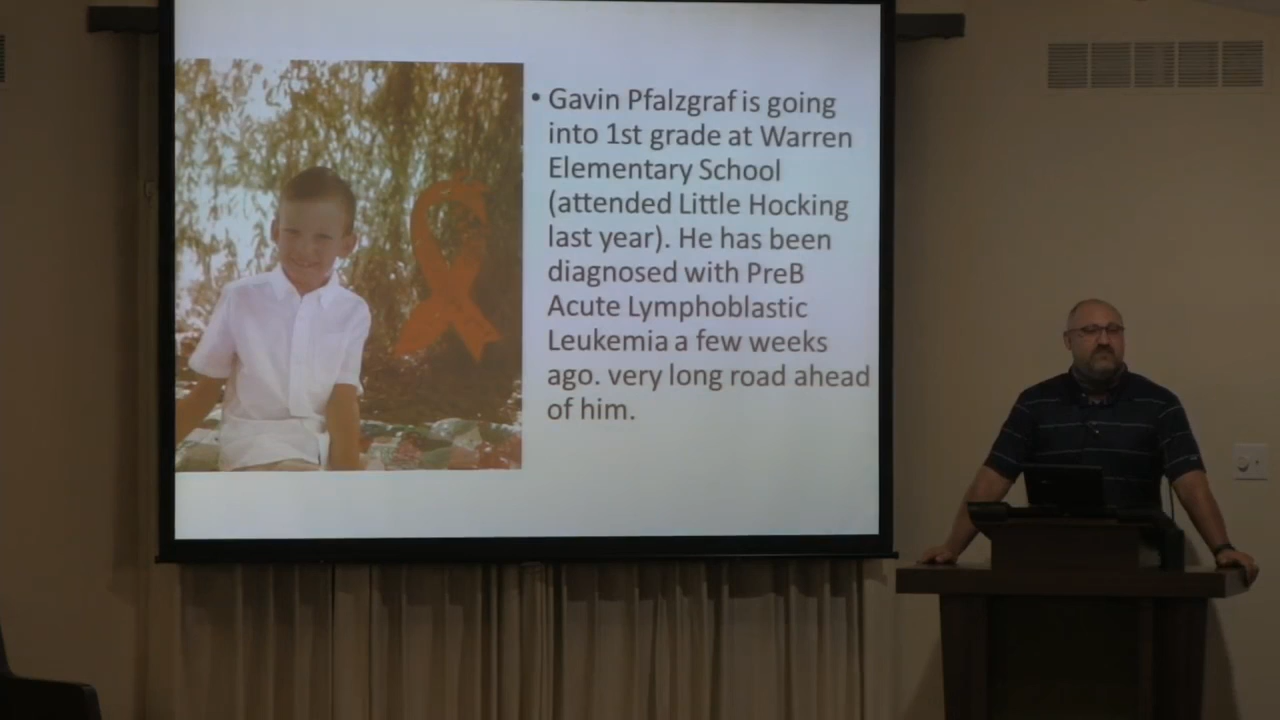 • Gavin Pfalzgraf is going
into 1st grade at Warren
Elementary School
(attended Little Hocking
last year). He has been
diagnosed with PreB
Acute Lymphoblastic
Leukemia a few weeks
ago. very long road ahead
of him.